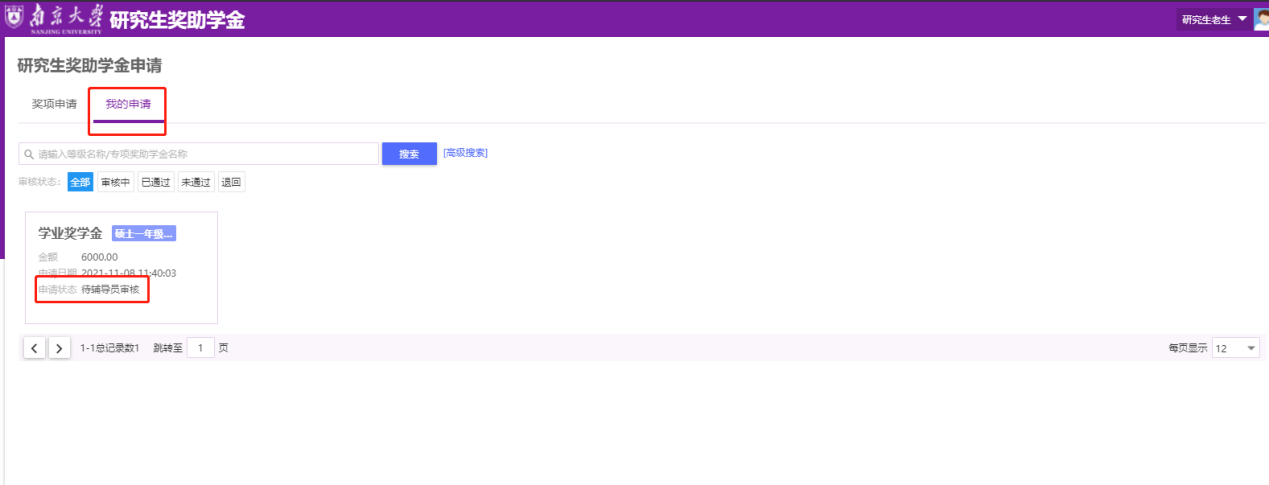 南京大学 研究生奖助学金
NANJING UNIVERSITY
研究生老生
研究生奖助学金申请
奖项申请 我的申请
请输入等级名称/专项奖助学金名称 搜索 [高级搜索]
审核状态: 全部 审核中 已通过 未通过 退回
学业奖学金 硕士一年级...
金额 6000.00
申请日期 2021-11-08 11:40:03
申请状态 待辅导员审核
1-1总记录数1 跳转至 1 页 每页显示 12